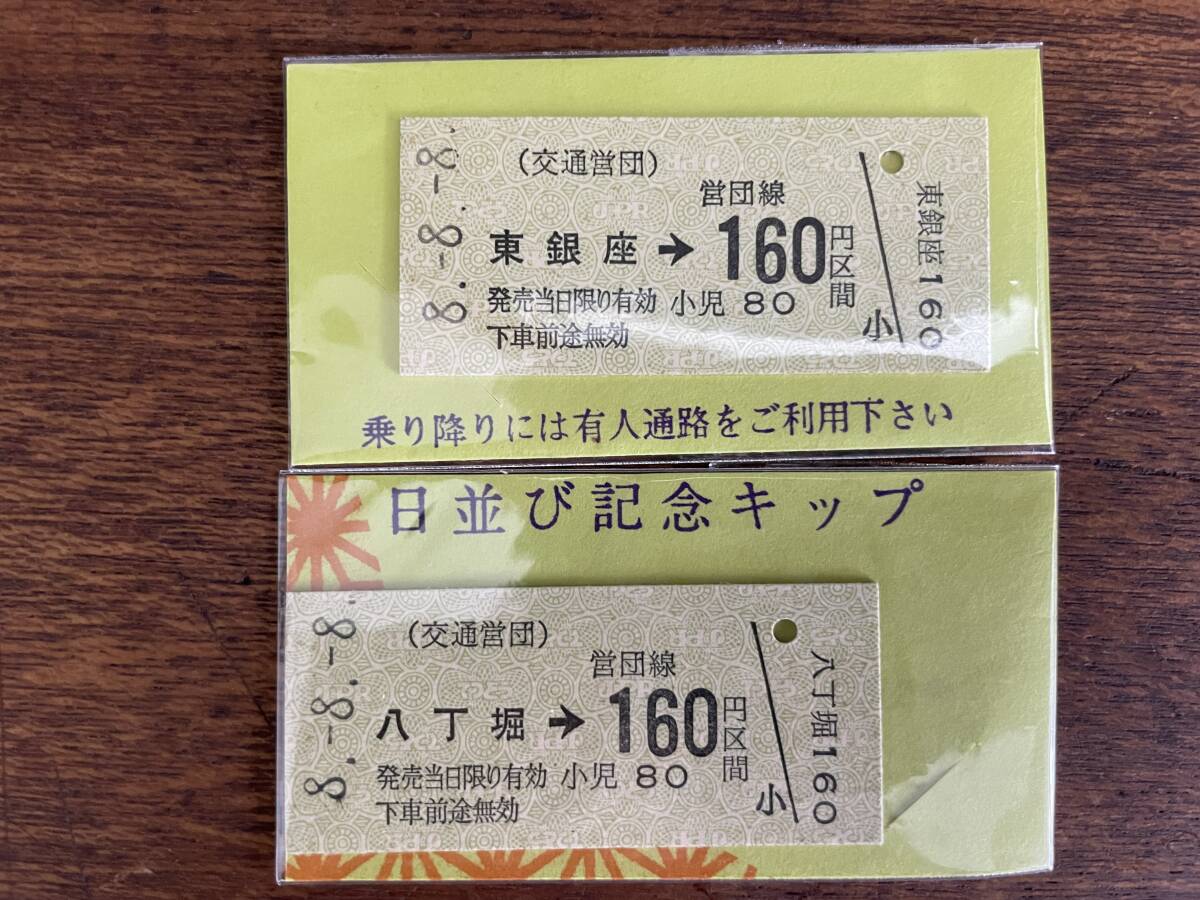 8.-8.-8.
(交通営団)
営団線
東銀座→160円区間
発売当日限り有効 小児 80
下車前途無効
小
東銀座160
乗り降りには有人通路をご利用下さい
日並び記念キップ
8.-8.-8.
(交通営団)
営団線
八丁堀→160円区間
発売当日限り有効 小児 80
下車前途無効
小
八丁堀160